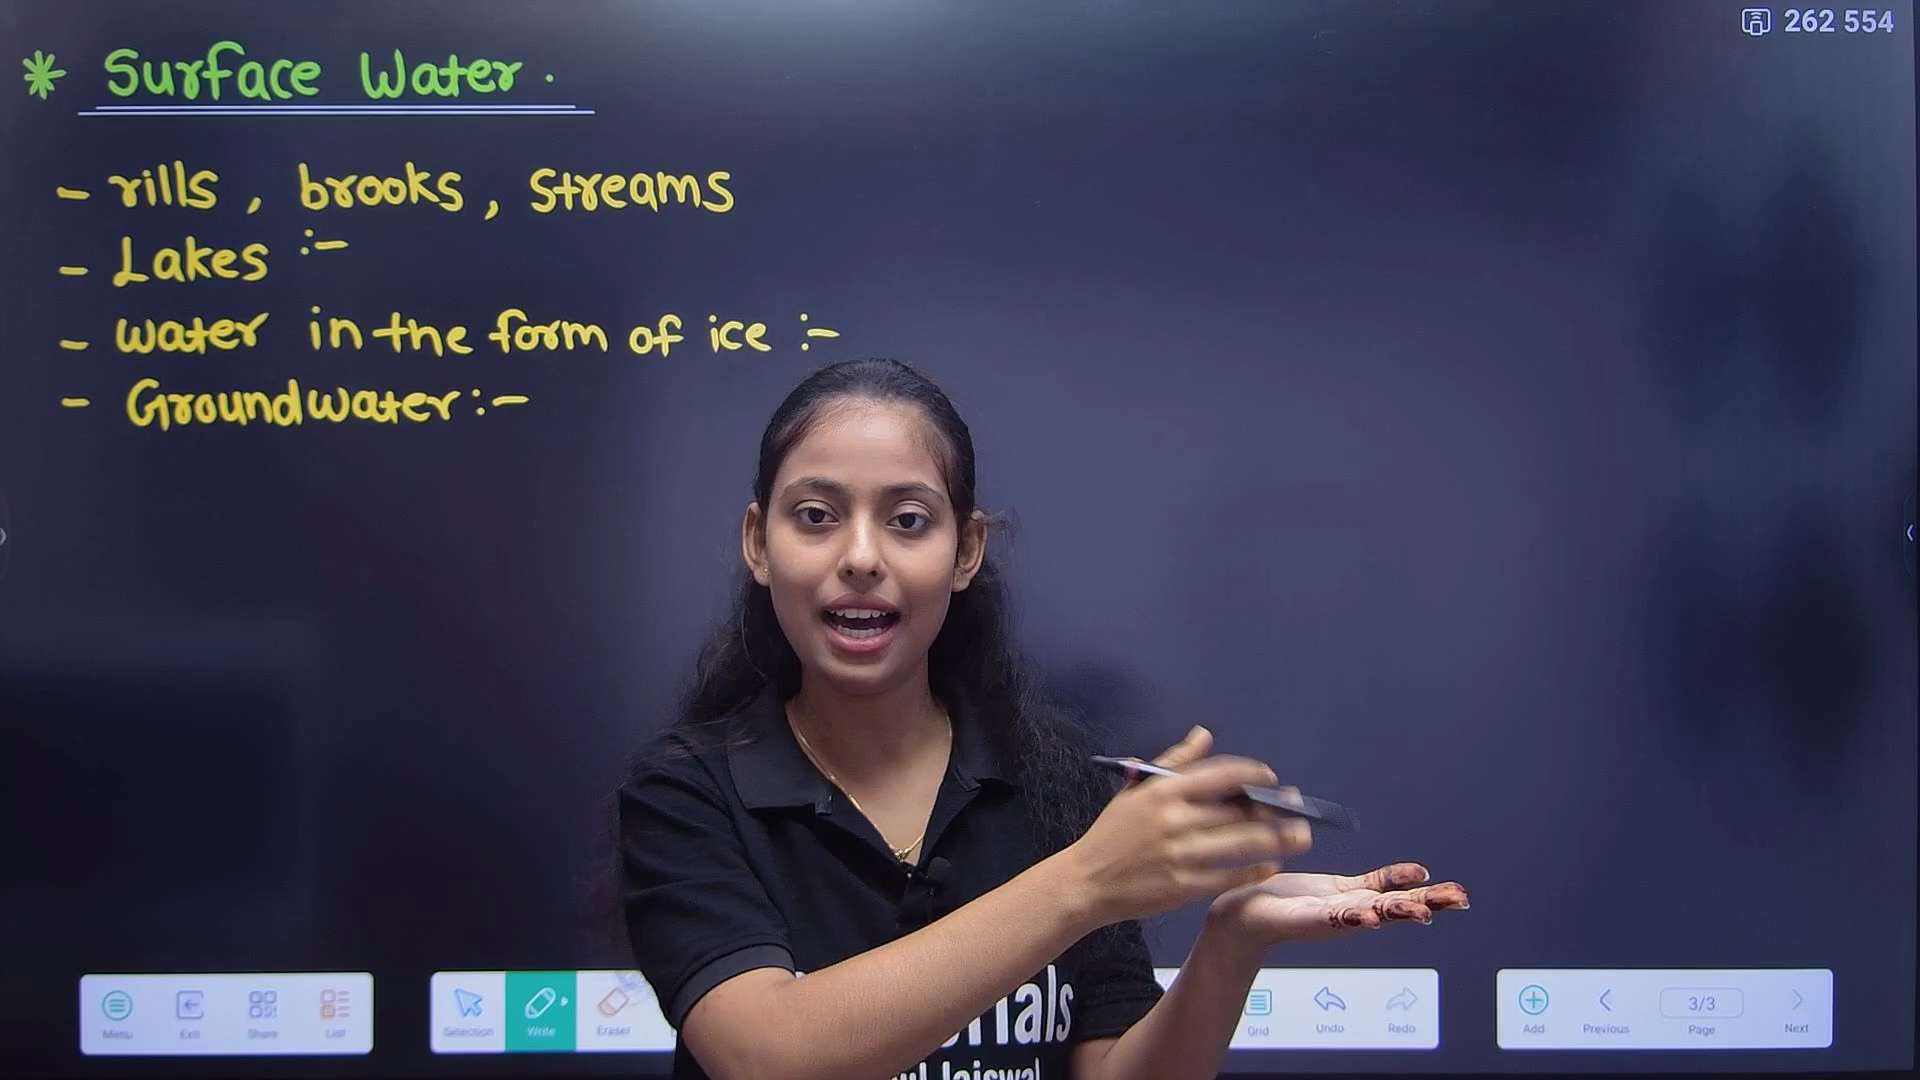 262 554
* Surface Water .
- rills , brooks , streams
- Lakes :-
- water in the form of ice :-
- Groundwater :-
Menu Exit Share List Selection Write Eraser Grid Undo Redo Add Previous 3/3 Page Next